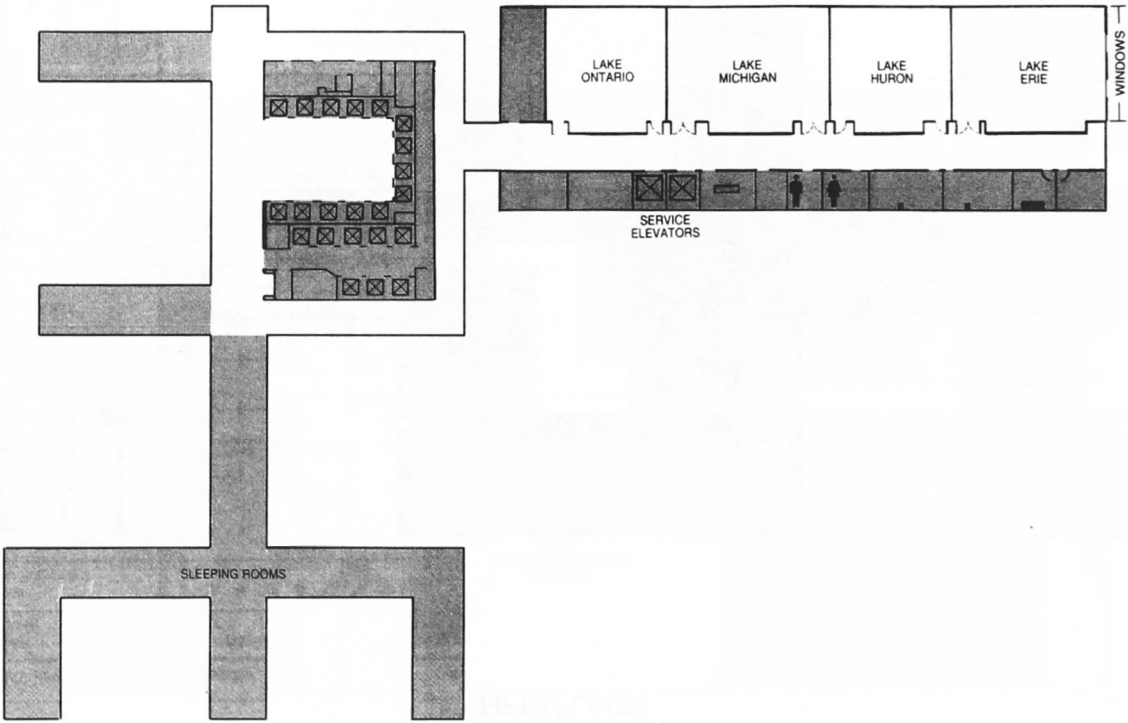 LAKE
ONTARIO
LAKE
MICHIGAN
LAKE
HURON
LAKE
ERIE
WINDOWS
SERVICE
ELEVATORS
SLEEPING ROOMS